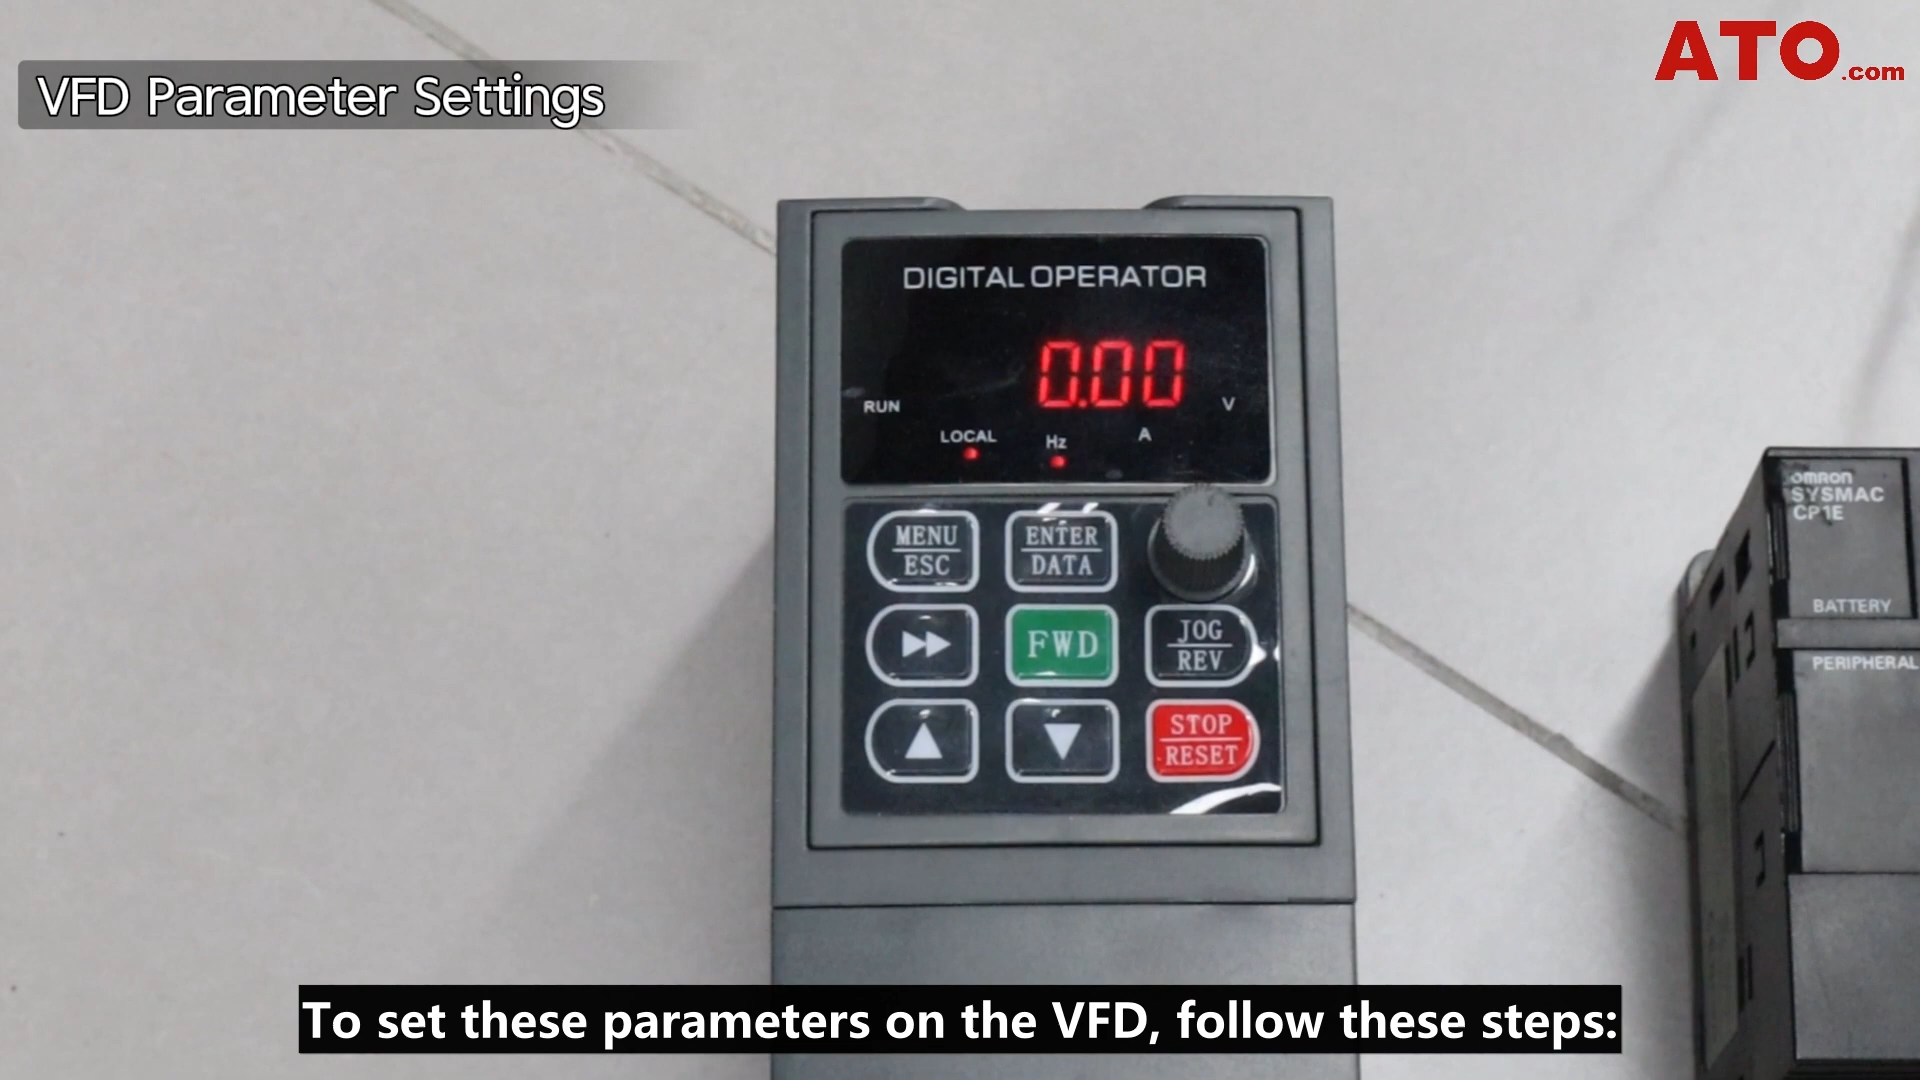 ATO.com
VFD Parameter Settings
DIGITAL OPERATOR
0.00
RUN
V
LOCAL
Hz
A
MENU
ESC
ENTER
DATA
FWD
JOG
REV
STOP
RESET
OMRON
SYSMAC
CP1E
BATTERY
PERIPHERAL
To set these parameters on the VFD, follow these steps: